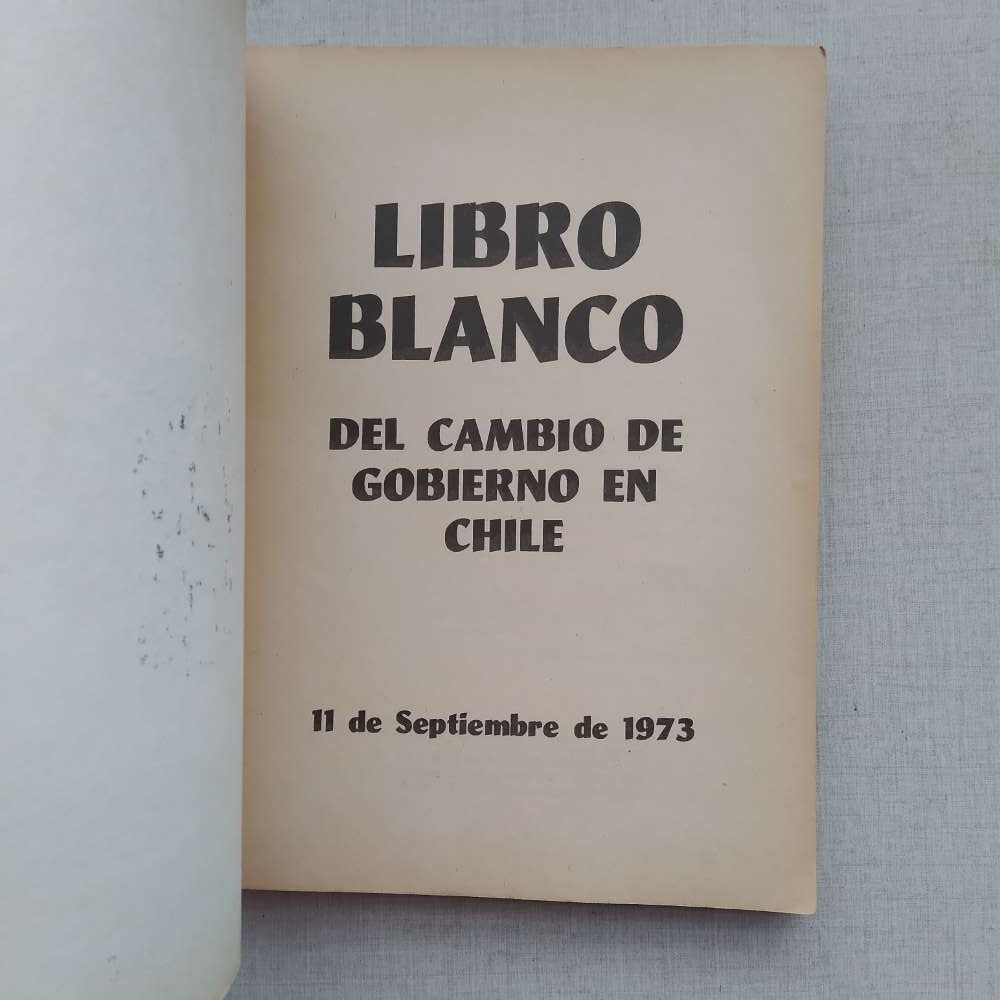 LIBRO
BLANCO
DEL CAMBIO DE
GOBIERNO EN
CHILE
11 de Septiembre de 1973